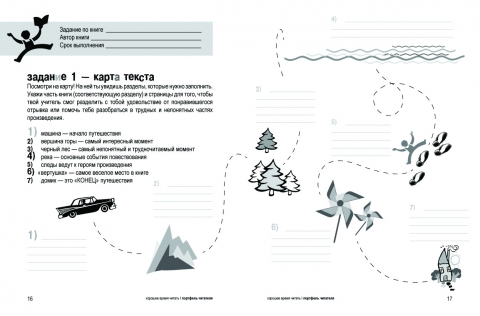 Задание по книге
Автор книги
Срок выполнения
задание 1 — карта текста
Посмотри на карту! На ней ты увидишь разделы, которые нужно заполнить.
Укажи часть книги (соответствующую разделу) и страницы для того, чтобы
твой учитель смог разделить с тобой удовольствие от понравившегося
отрывка или помочь тебе разобраться в трудных и непонятных частях
произведения.
1) машина — начало путешествия
2) вершина горы — самый интересный момент
3) черный лес — самый непонятный и трудночитаемый момент
4) река — основные события повествования
5) следы ведут к героям произведения
6) «вертушка» — самое веселое место в книге
7) домик — это «КОНЕЦ» путешествия
1)
2)
16
хорошее время читать / портфель читателя
4)
3)
5)
6)
7)
хорошее время читать / портфель читателя
17